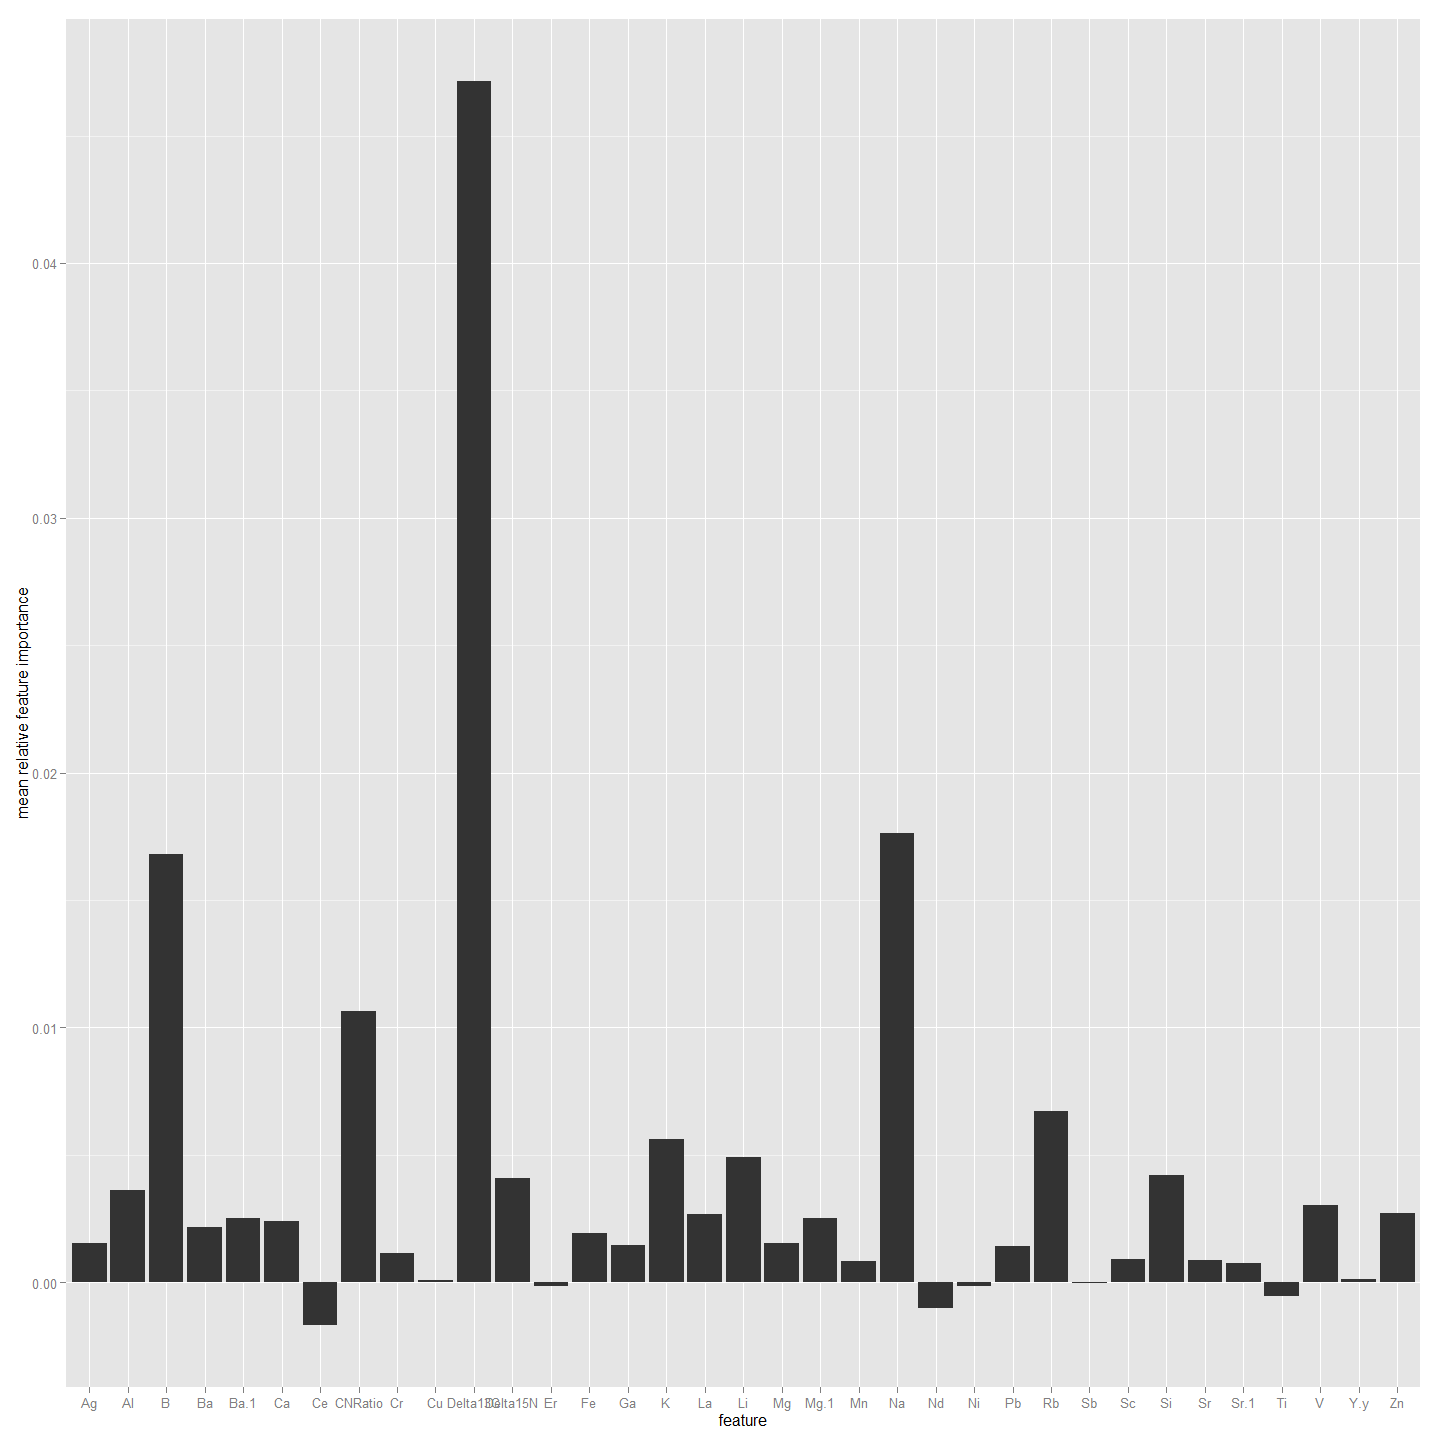 mean relative feature importance
0.04
0.03
0.02
0.01
0.00
Ag Al B Ba Ba.1 Ca Ce CNRatio Cr Cu Delta13C Delta15N Er Fe Ga K La Li Mg Mg.1 Mn Na Nd Ni Pb Rb Sb Sc Si Sr Sr.1 Ti V Y.y Zn
feature